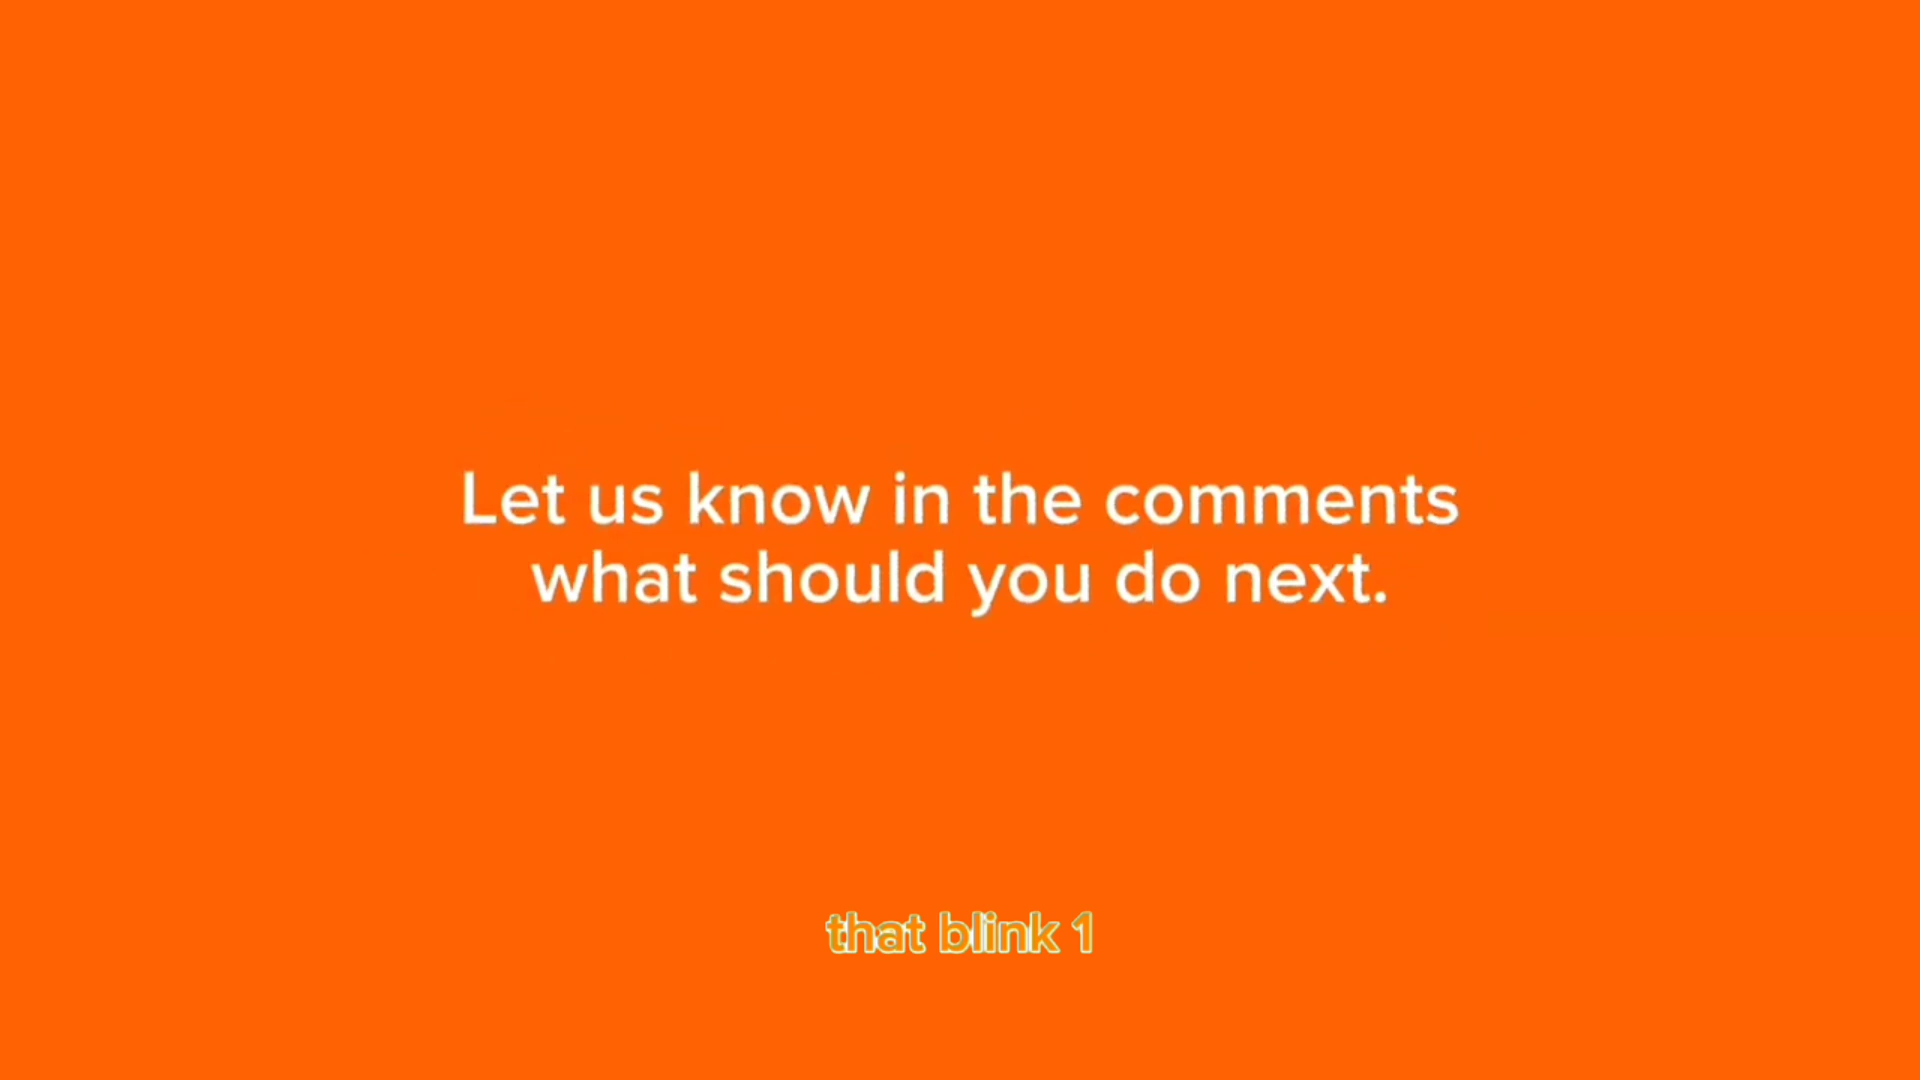 Let us know in the comments
what should you do next.
that blink 1